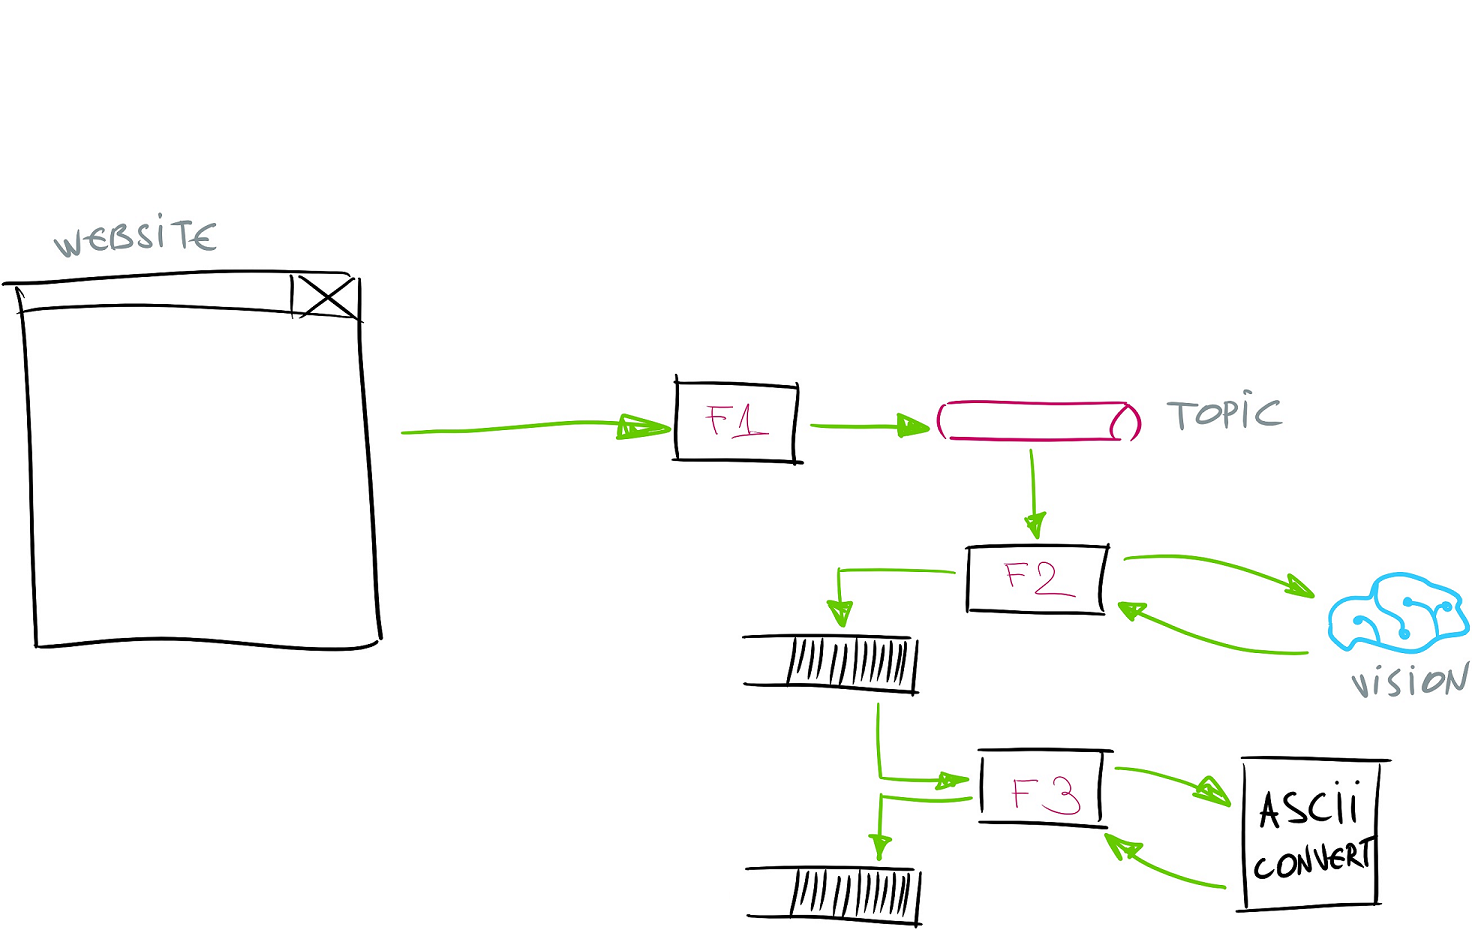 WEBSiTE
F1
TOPiC
F2
ViSiON
F3
ASCii
CONVERT